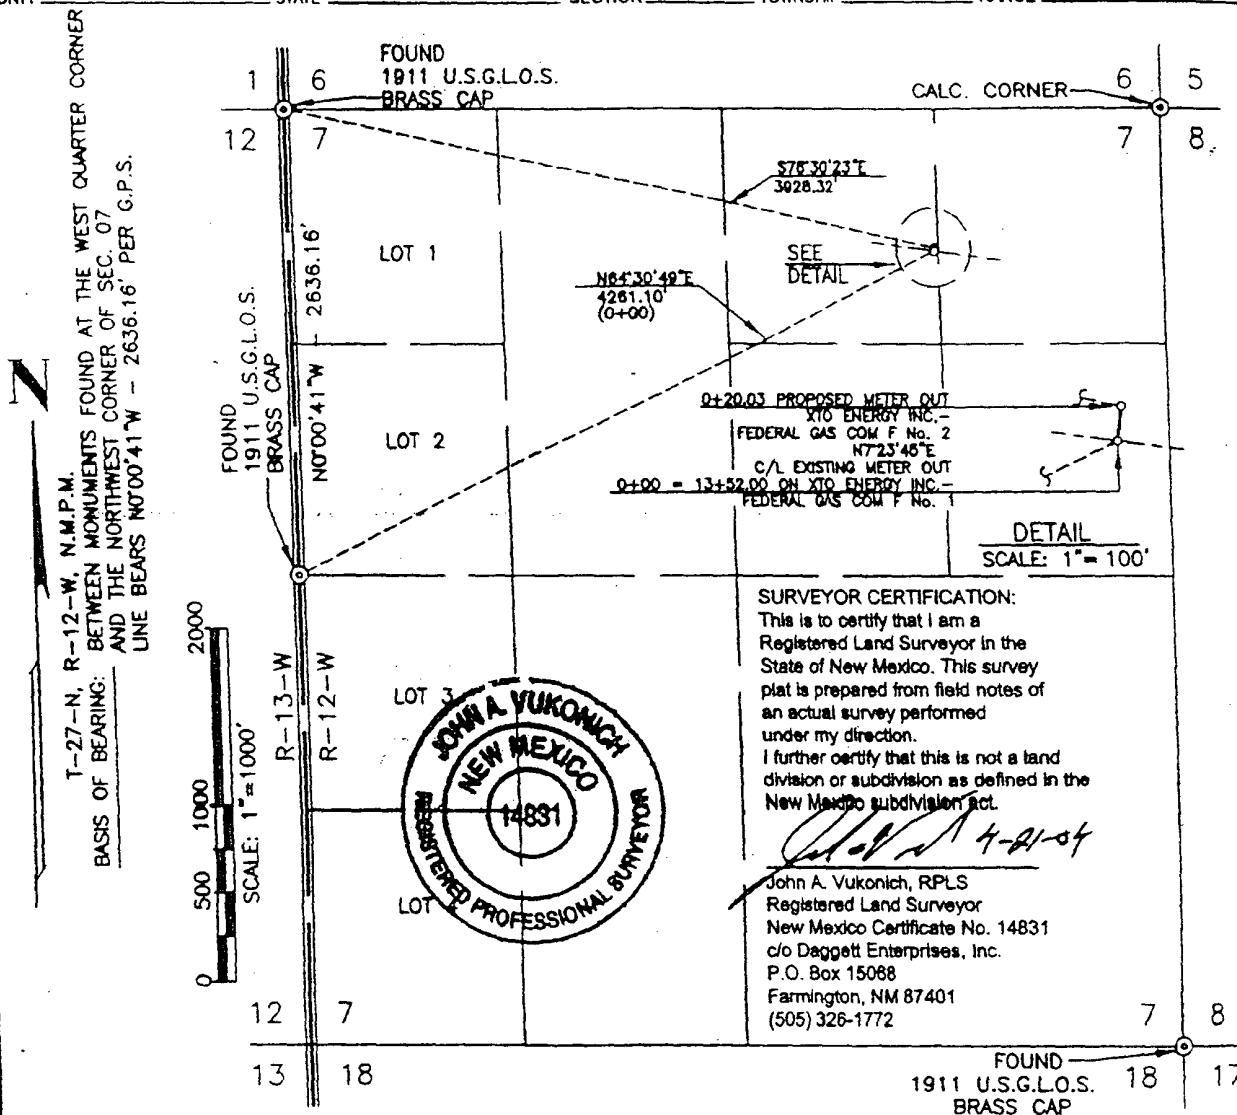 1
6
12
7
FOUND
1911 U.S.G.L.O.S.
BRASS CAP
CALC. CORNER
6
5
7
8
S76°30'23"E
3928.32'
SEE
DETAIL
N64°30'49"E
4261.10'
(0+00)
LOT 1
LOT 2
N0°00'41"W - 2636.16'
FOUND
1911 U.S.G.L.O.S.
BRASS CAP
T-27-N, R-12-W, N.M.P.M.
BASIS OF BEARING: BETWEEN MONUMENTS FOUND AT THE WEST QUARTER CORNER
AND THE NORTHWEST CORNER OF SEC. 07
LINE BEARS N0°00'41"W - 2636.16' PER G.P.S.
0+20.03 PROPOSED METER OUT
XTO ENERGY INC.-
FEDERAL GAS COM F No. 2
N7°23'46"E
C/L EXISTING METER OUT
0+00 = 13+52.00 ON XTO ENERGY INC.-
FEDERAL GAS COM F No. 1
DETAIL
SCALE: 1"= 100'
0
500
1000
2000
SCALE: 1"=1000'
R-13-W
R-12-W
LOT 3
LOT
JOHN A. VUKONICH
NEW MEXICO
14831
REGISTERED PROFESSIONAL SURVEYOR
SURVEYOR CERTIFICATION:
This is to certify that I am a
Registered Land Surveyor in the
State of New Mexico. This survey
plat is prepared from field notes of
an actual survey performed
under my direction.
I further certify that this is not a land
division or subdivision as defined in the
New Mexico subdivision act.
4-21-04
John A. Vukonich, RPLS
Registered Land Surveyor
New Mexico Certificate No. 14831
c/o Daggett Enterprises, Inc.
P.O. Box 15068
Farmington, NM 87401
(505) 326-1772
12
7
13
18
7
8
18
17
FOUND
1911 U.S.G.L.O.S.
BRASS CAP